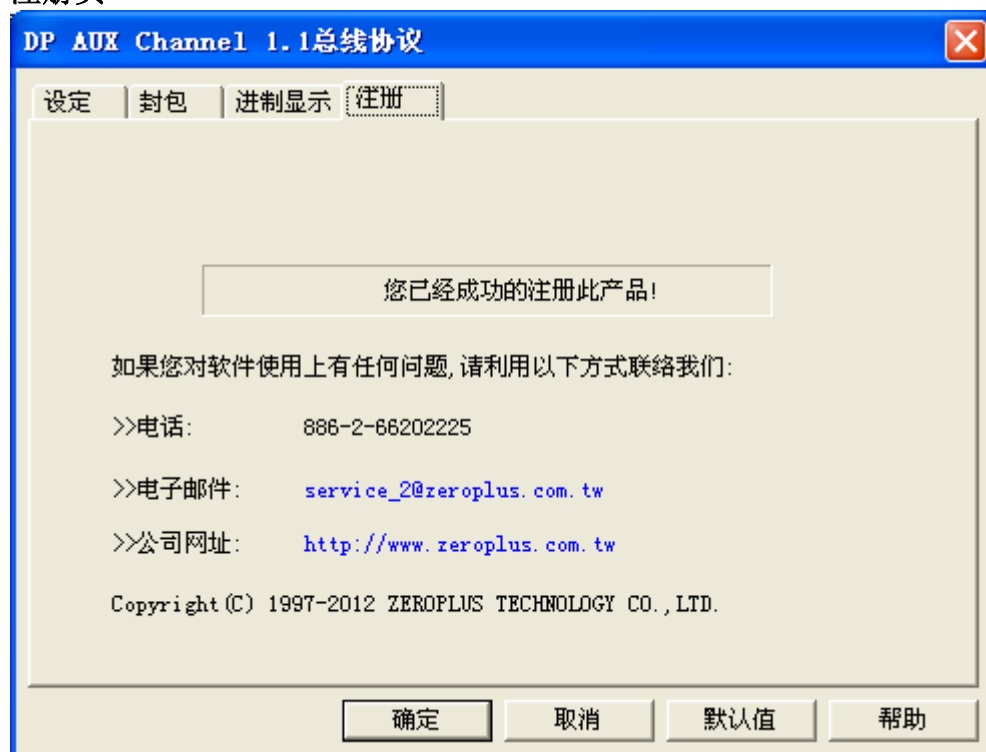 注册页
DP AUX Channel 1.1总线协议
设定 封包 进制显示 注册
您已经成功的注册此产品!
如果您对软件使用上有任何问题,请利用以下方式联络我们:
>>电话: 886-2-66202225
>>电子邮件: service_2@zeroplus.com.tw
>>公司网址: http://www.zeroplus.com.tw
Copyright(C) 1997-2012 ZEROPLUS TECHNOLOGY CO.,LTD.
确定 取消 默认值 帮助